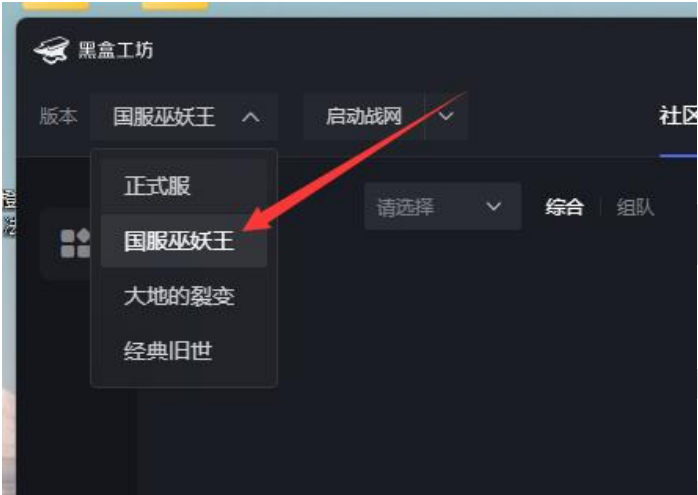 黑盒工坊
版本 国服巫妖王 启动战网 社区
正式服
请选择 综合 组队
国服巫妖王
大地的裂变
经典旧世